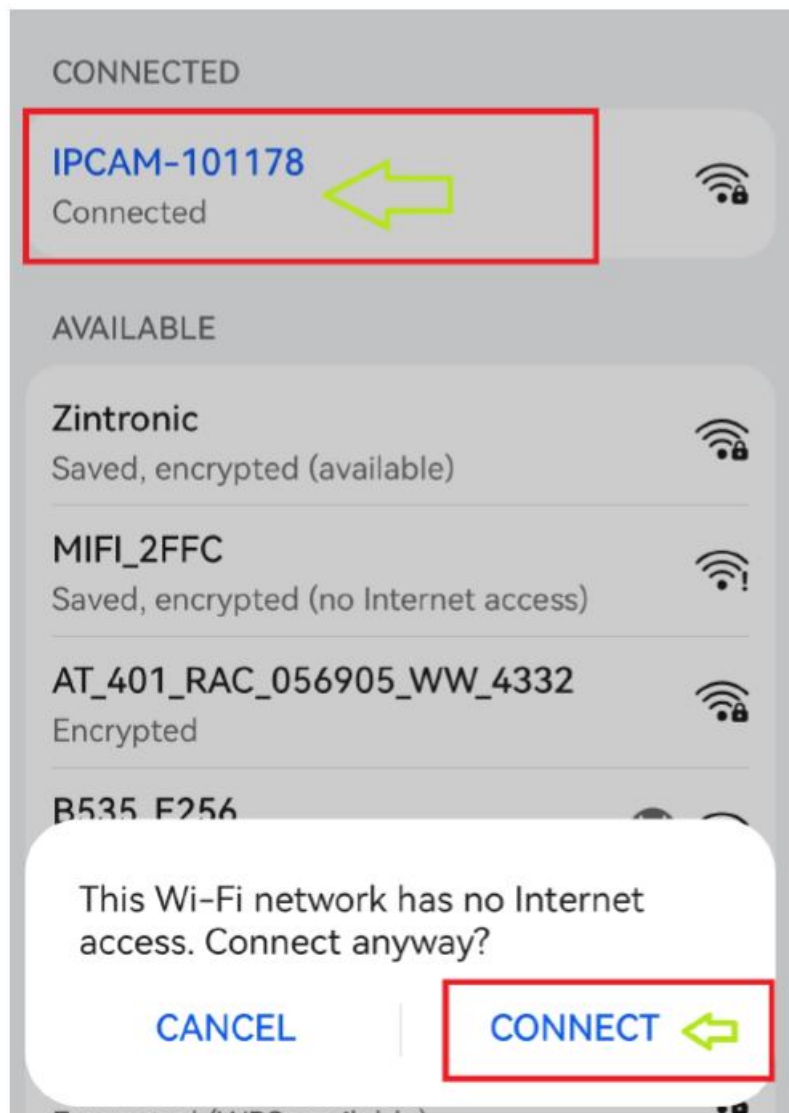 CONNECTED
IPCAM-101178
Connected
AVAILABLE
Zintronic
Saved, encrypted (available)
MIFI_2FFC
Saved, encrypted (no Internet access)
AT_401_RAC_056905_WW_4332
Encrypted
B535_F256
This Wi-Fi network has no Internet
access. Connect anyway?
CANCEL
CONNECT